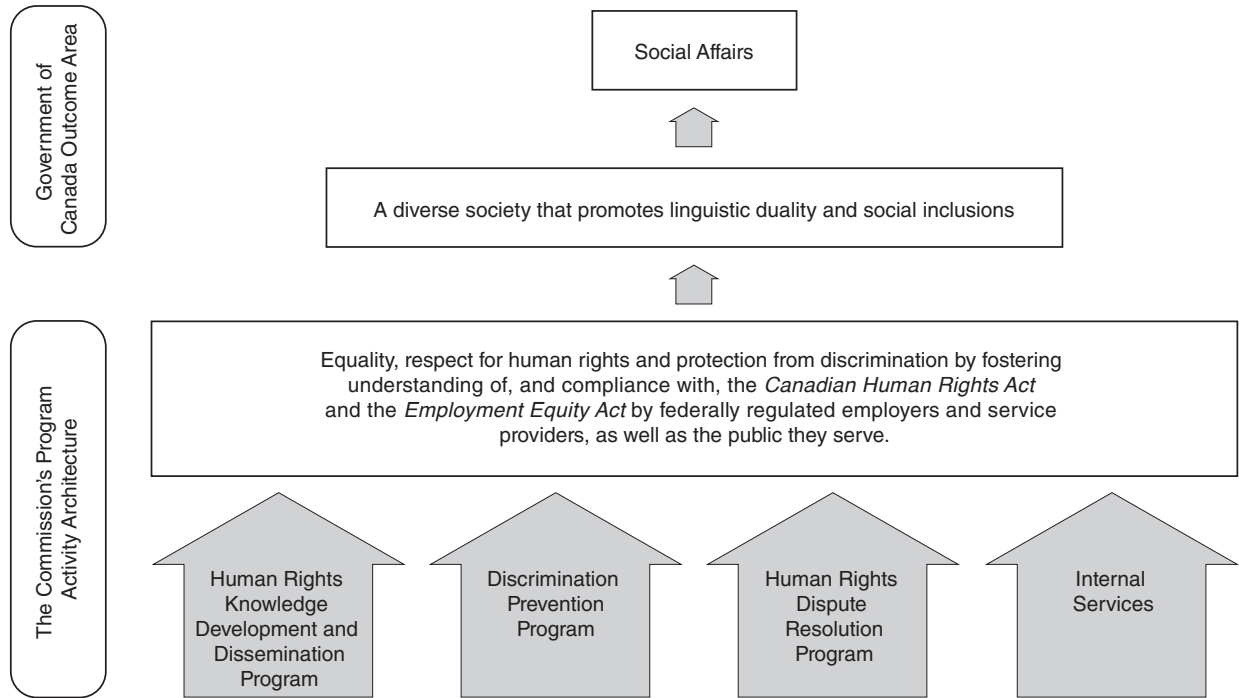 Government of
Canada Outcome Area
Social Affairs
A diverse society that promotes linguistic duality and social inclusions
The Commission's Program
Activity Architecture
Equality, respect for human rights and protection from discrimination by fostering
understanding of, and compliance with, the Canadian Human Rights Act
and the Employment Equity Act by federally regulated employers and service
providers, as well as the public they serve.
Human Rights
Knowledge
Development and
Dissemination
Program
Discrimination
Prevention
Program
Human Rights
Dispute
Resolution
Program
Internal
Services